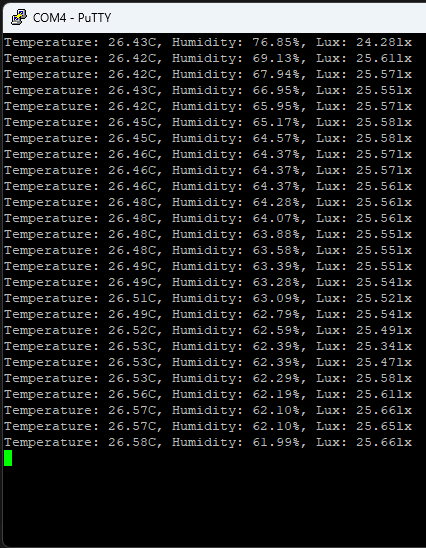 COM4 - PuTTY
Temperature: 26.43C, Humidity: 76.85%, Lux: 24.28lx
Temperature: 26.42C, Humidity: 69.13%, Lux: 25.61lx
Temperature: 26.42C, Humidity: 67.94%, Lux: 25.57lx
Temperature: 26.43C, Humidity: 66.95%, Lux: 25.55lx
Temperature: 26.42C, Humidity: 65.95%, Lux: 25.57lx
Temperature: 26.45C, Humidity: 65.17%, Lux: 25.58lx
Temperature: 26.45C, Humidity: 64.57%, Lux: 25.58lx
Temperature: 26.46C, Humidity: 64.37%, Lux: 25.57lx
Temperature: 26.46C, Humidity: 64.37%, Lux: 25.57lx
Temperature: 26.46C, Humidity: 64.37%, Lux: 25.56lx
Temperature: 26.48C, Humidity: 64.28%, Lux: 25.56lx
Temperature: 26.48C, Humidity: 64.07%, Lux: 25.56lx
Temperature: 26.48C, Humidity: 63.88%, Lux: 25.55lx
Temperature: 26.48C, Humidity: 63.58%, Lux: 25.55lx
Temperature: 26.49C, Humidity: 63.39%, Lux: 25.55lx
Temperature: 26.49C, Humidity: 63.28%, Lux: 25.54lx
Temperature: 26.51C, Humidity: 63.09%, Lux: 25.52lx
Temperature: 26.49C, Humidity: 62.79%, Lux: 25.54lx
Temperature: 26.52C, Humidity: 62.59%, Lux: 25.49lx
Temperature: 26.53C, Humidity: 62.39%, Lux: 25.34lx
Temperature: 26.53C, Humidity: 62.39%, Lux: 25.47lx
Temperature: 26.53C, Humidity: 62.29%, Lux: 25.58lx
Temperature: 26.56C, Humidity: 62.19%, Lux: 25.61lx
Temperature: 26.57C, Humidity: 62.10%, Lux: 25.66lx
Temperature: 26.57C, Humidity: 62.10%, Lux: 25.65lx
Temperature: 26.58C, Humidity: 61.99%, Lux: 25.66lx